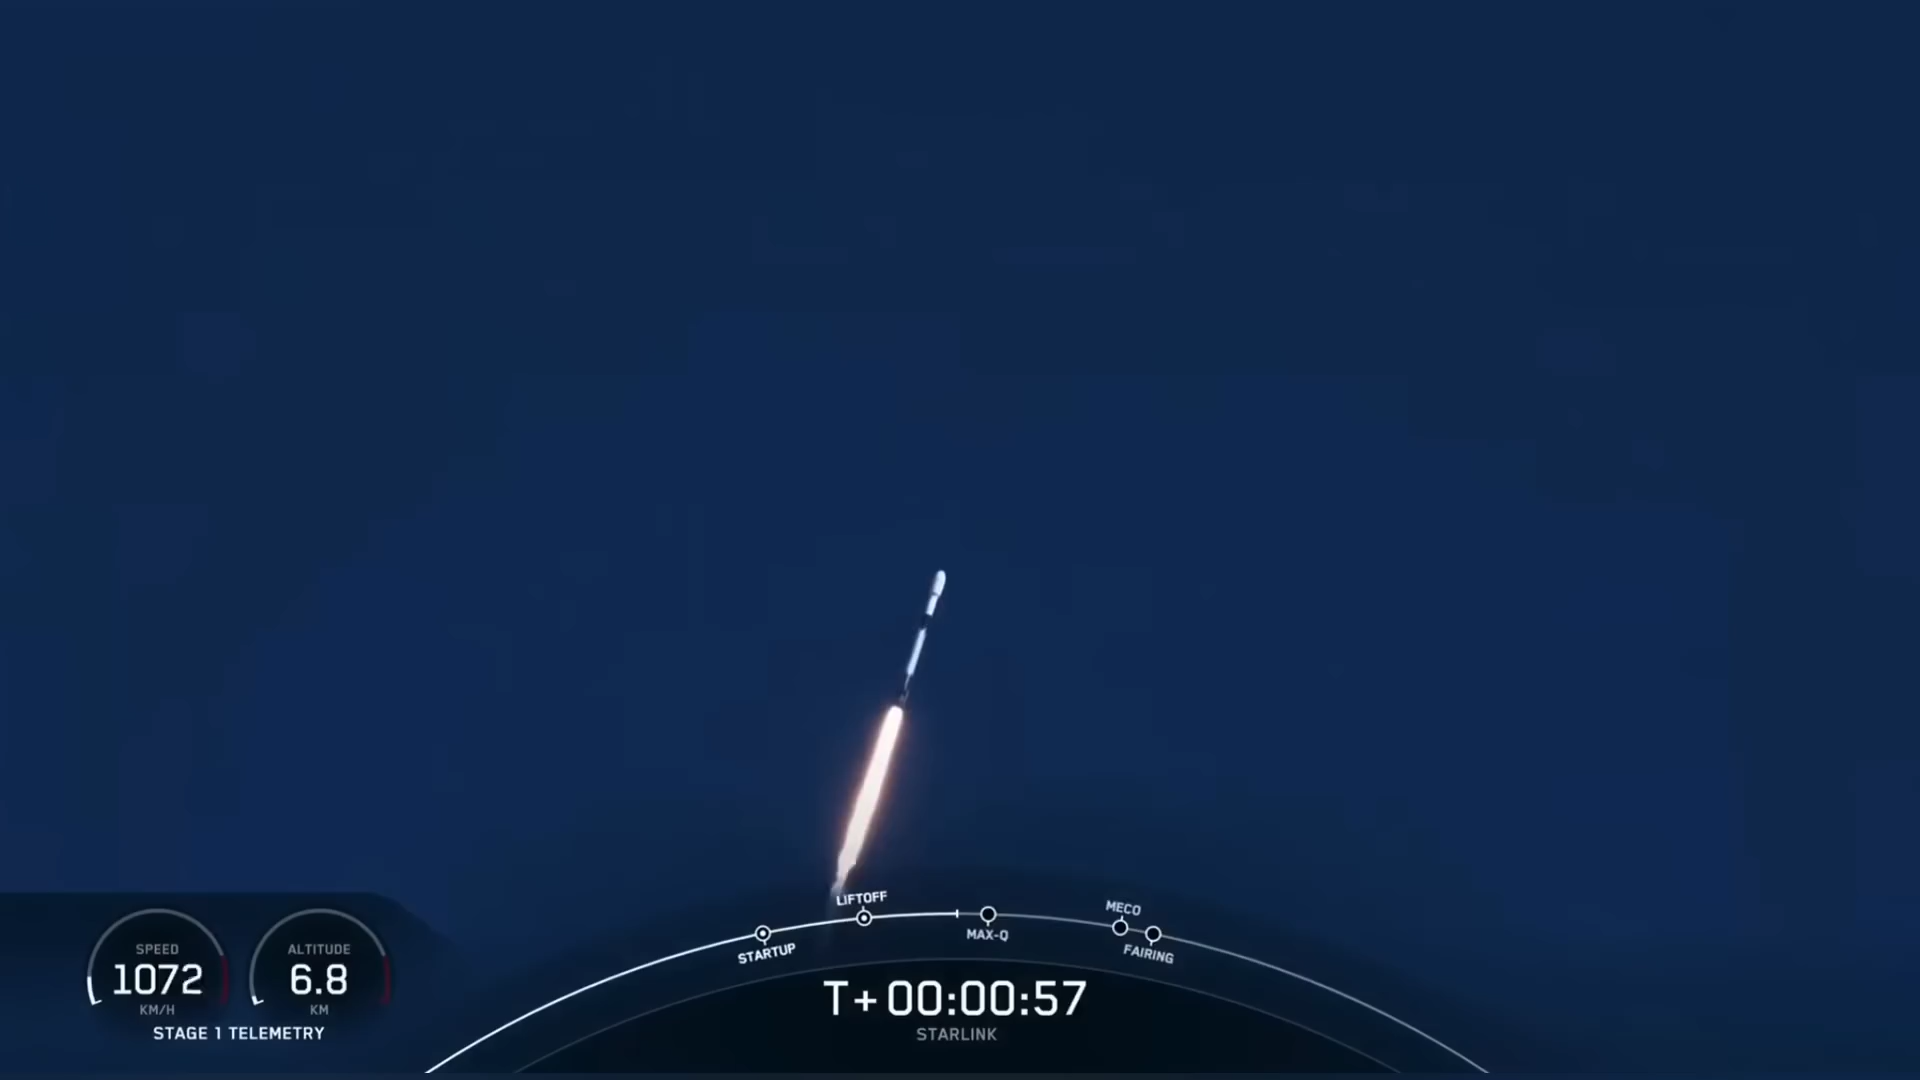 LIFTOFF
MECO
STARTUP
MAX-Q
FAIRING
SPEED
1072
KM/H
ALTITUDE
6.8
KM
STAGE 1 TELEMETRY
T+00:00:57
STARLINK